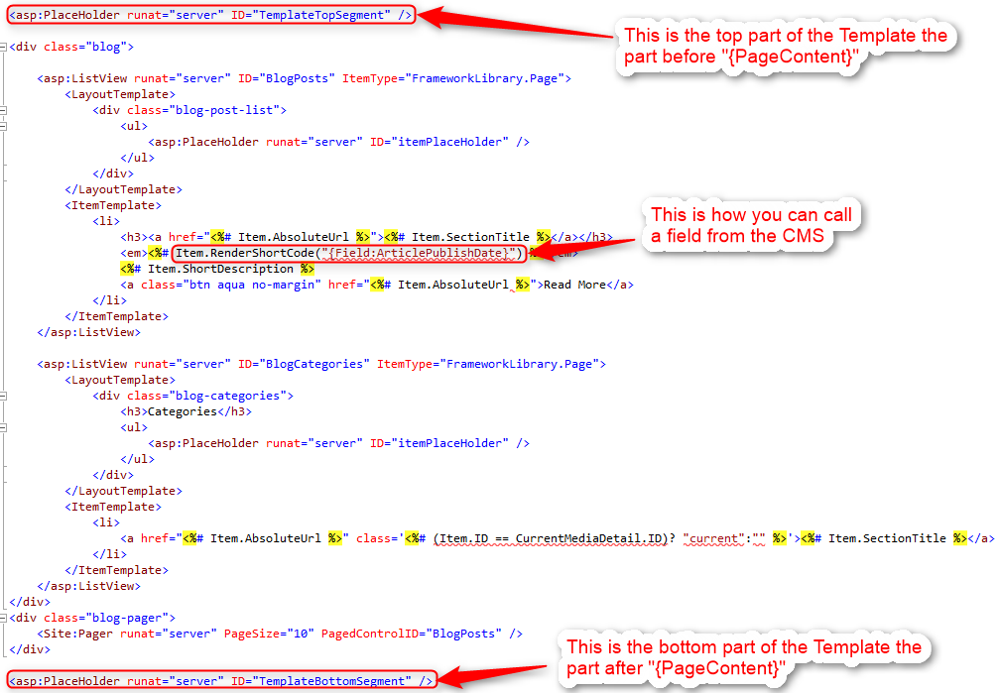 <asp:PlaceHolder runat="server" ID="TemplateTopSegment" />
This is the top part of the Template the
part before "{PageContent}"
<div class="blog">
<asp:ListView runat="server" ID="BlogPosts" ItemType="FrameworkLibrary.Page">
<LayoutTemplate>
<div class="blog-post-list">
<ul>
<asp:PlaceHolder runat="server" ID="itemPlaceHolder" />
</ul>
</div>
</LayoutTemplate>
<ItemTemplate>
<li>
This is how you can call
a field from the CMS
<h3><a href="<%# Item.AbsoluteUrl %>"><%# Item.SectionTitle %></a></h3>
<em><%# Item.RenderShortCode("{Field:ArticlePublishDate}")
<%# Item.ShortDescription %>
<a class="btn aqua no-margin" href="<%# Item.AbsoluteUrl %>">Read More</a>
</li>
</ItemTemplate>
</asp:ListView>
<asp:ListView runat="server" ID="BlogCategories" ItemType="FrameworkLibrary.Page">
<LayoutTemplate>
<div class="blog-categories">
<h3>Categories</h3>
<ul>
<asp:PlaceHolder runat="server" ID="itemPlaceHolder" />
</ul>
</div>
</LayoutTemplate>
<ItemTemplate>
<li>
<a href="<%# Item.AbsoluteUrl %>" class='<%# (Item.ID == CurrentMediaDetail.ID)? "current":"" %>'><%# Item.SectionTitle %></a>
</li>
</ItemTemplate>
</asp:ListView>
</div>
<div class="blog-pager">
<Site:Pager runat="server" PageSize="10" PagedControlID="BlogPosts" />
</div>
This is the bottom part of the Template the
part after "{PageContent}"
<asp:PlaceHolder runat="server" ID="TemplateBottomSegment" />